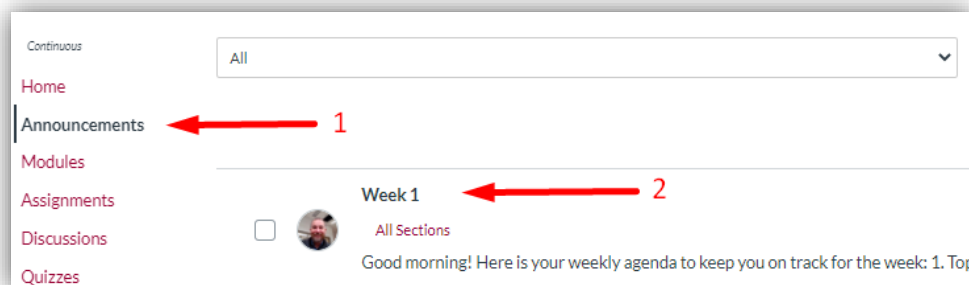 Continuous
All
Home
Announcements 1
Modules
Assignments
Week 1 2
All Sections
Discussions
Good morning! Here is your weekly agenda to keep you on track for the week: 1. Top
Quizzes